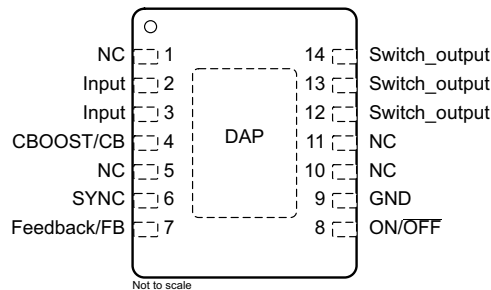 NC 1 14 Switch_output
Input 2 13 Switch_output
Input 3 12 Switch_output
CBOOST/CB 4 DAP 11 NC
NC 5 10 NC
SYNC 6 9 GND
Feedback/FB 7 8 ON/OFF
Not to scale